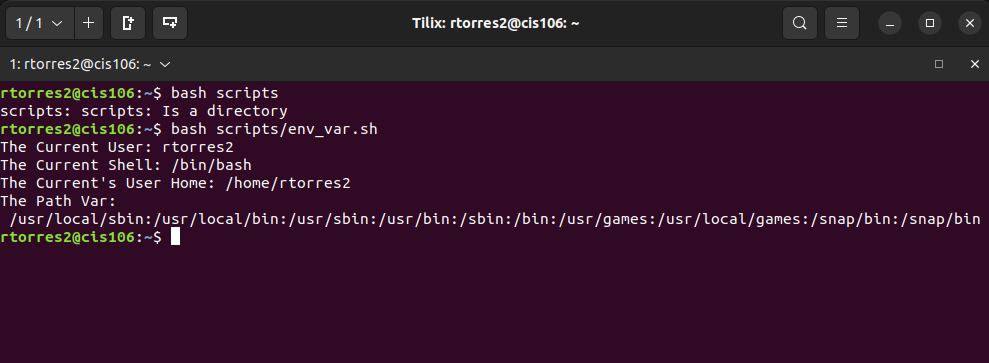 1 / 1
Tilix: rtorres2@cis106: ~
1: rtorres2@cis106: ~
rtorres2@cis106:~$ bash scripts
scripts: scripts: Is a directory
rtorres2@cis106:~$ bash scripts/env_var.sh
The Current User: rtorres2
The Current Shell: /bin/bash
The Current's User Home: /home/rtorres2
The Path Var:
 /usr/local/sbin:/usr/local/bin:/usr/sbin:/usr/bin:/sbin:/bin:/usr/games:/usr/local/games:/snap/bin:/snap/bin
rtorres2@cis106:~$